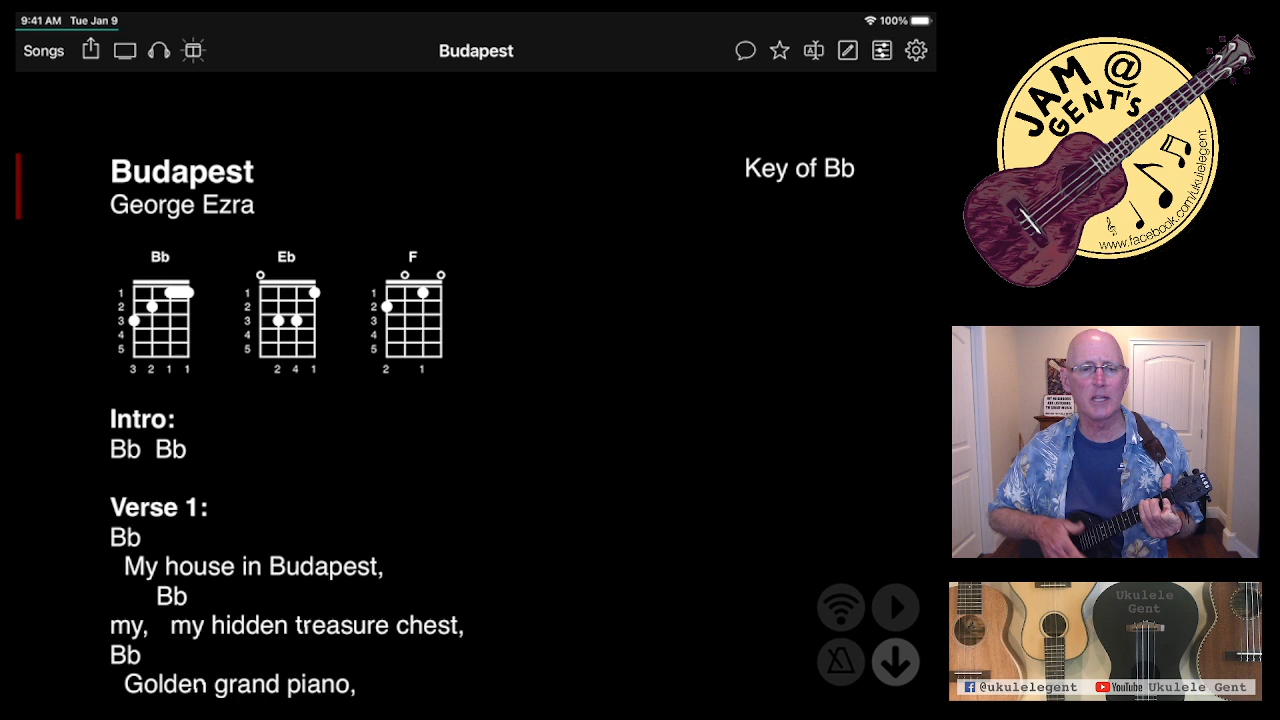 9:41 AM Tue Jan 9
100%
Songs
Budapest
Budapest
Key of Bb
George Ezra
Bb Eb F
1 1 1
2 2 2
3 3 3
4 4 4
5 5 5
3 2 1 1 2 4 1 2 1
Intro:
Bb Bb
Verse 1:
Bb
My house in Budapest,
Bb
my, my hidden treasure chest,
Bb
Golden grand piano,
JAM @
GENT'S
www.facebook.com/ukulelegent
Ukulele
Gent
@ukulelegent YouTube Ukulele Gent